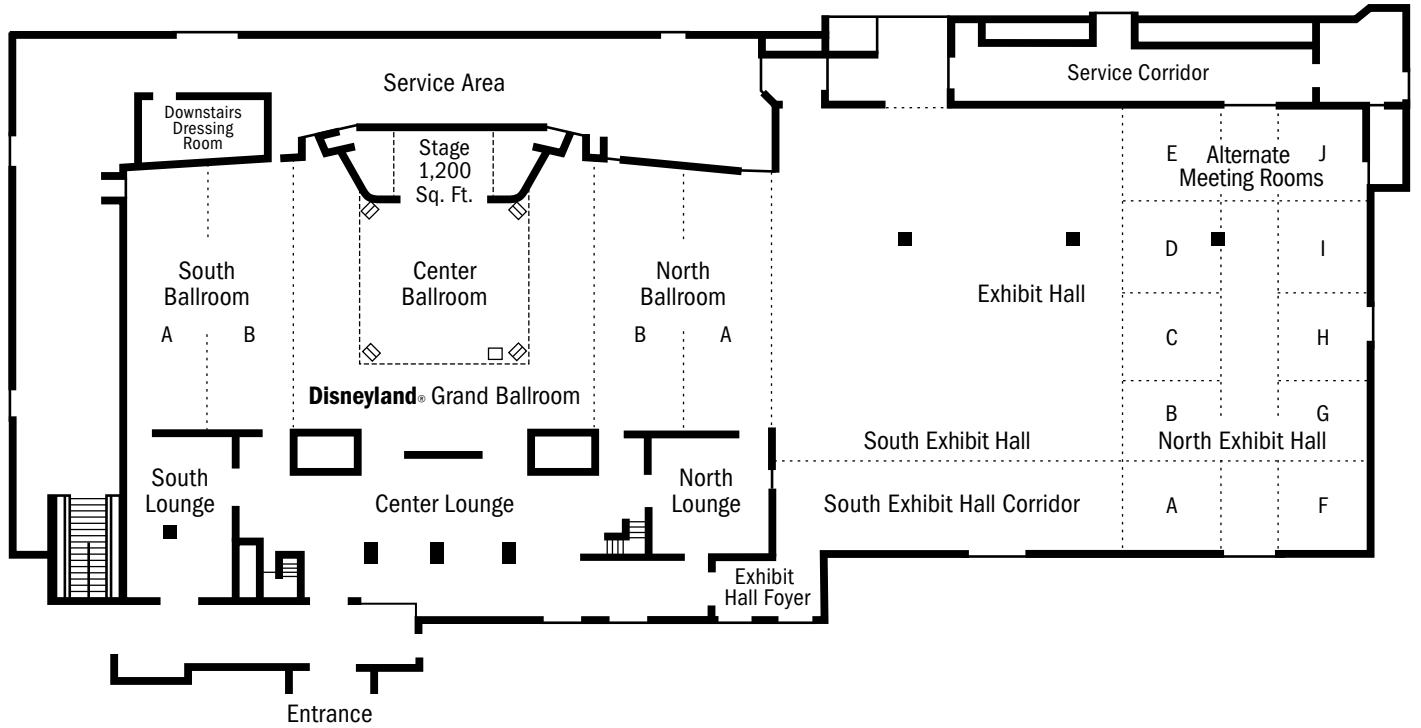 Service Area
Service Corridor
Downstairs
Dressing
Room
Stage
1,200
Sq. Ft.
E
Alternate
Meeting Rooms
J
South
Ballroom
A
B
Center
Ballroom
North
Ballroom
B
A
Exhibit Hall
D
I
C
H
Disneyland® Grand Ballroom
B
G
South Exhibit Hall
North Exhibit Hall
South
Lounge
Center Lounge
North
Lounge
South Exhibit Hall Corridor
A
F
Exhibit
Hall Foyer
Entrance